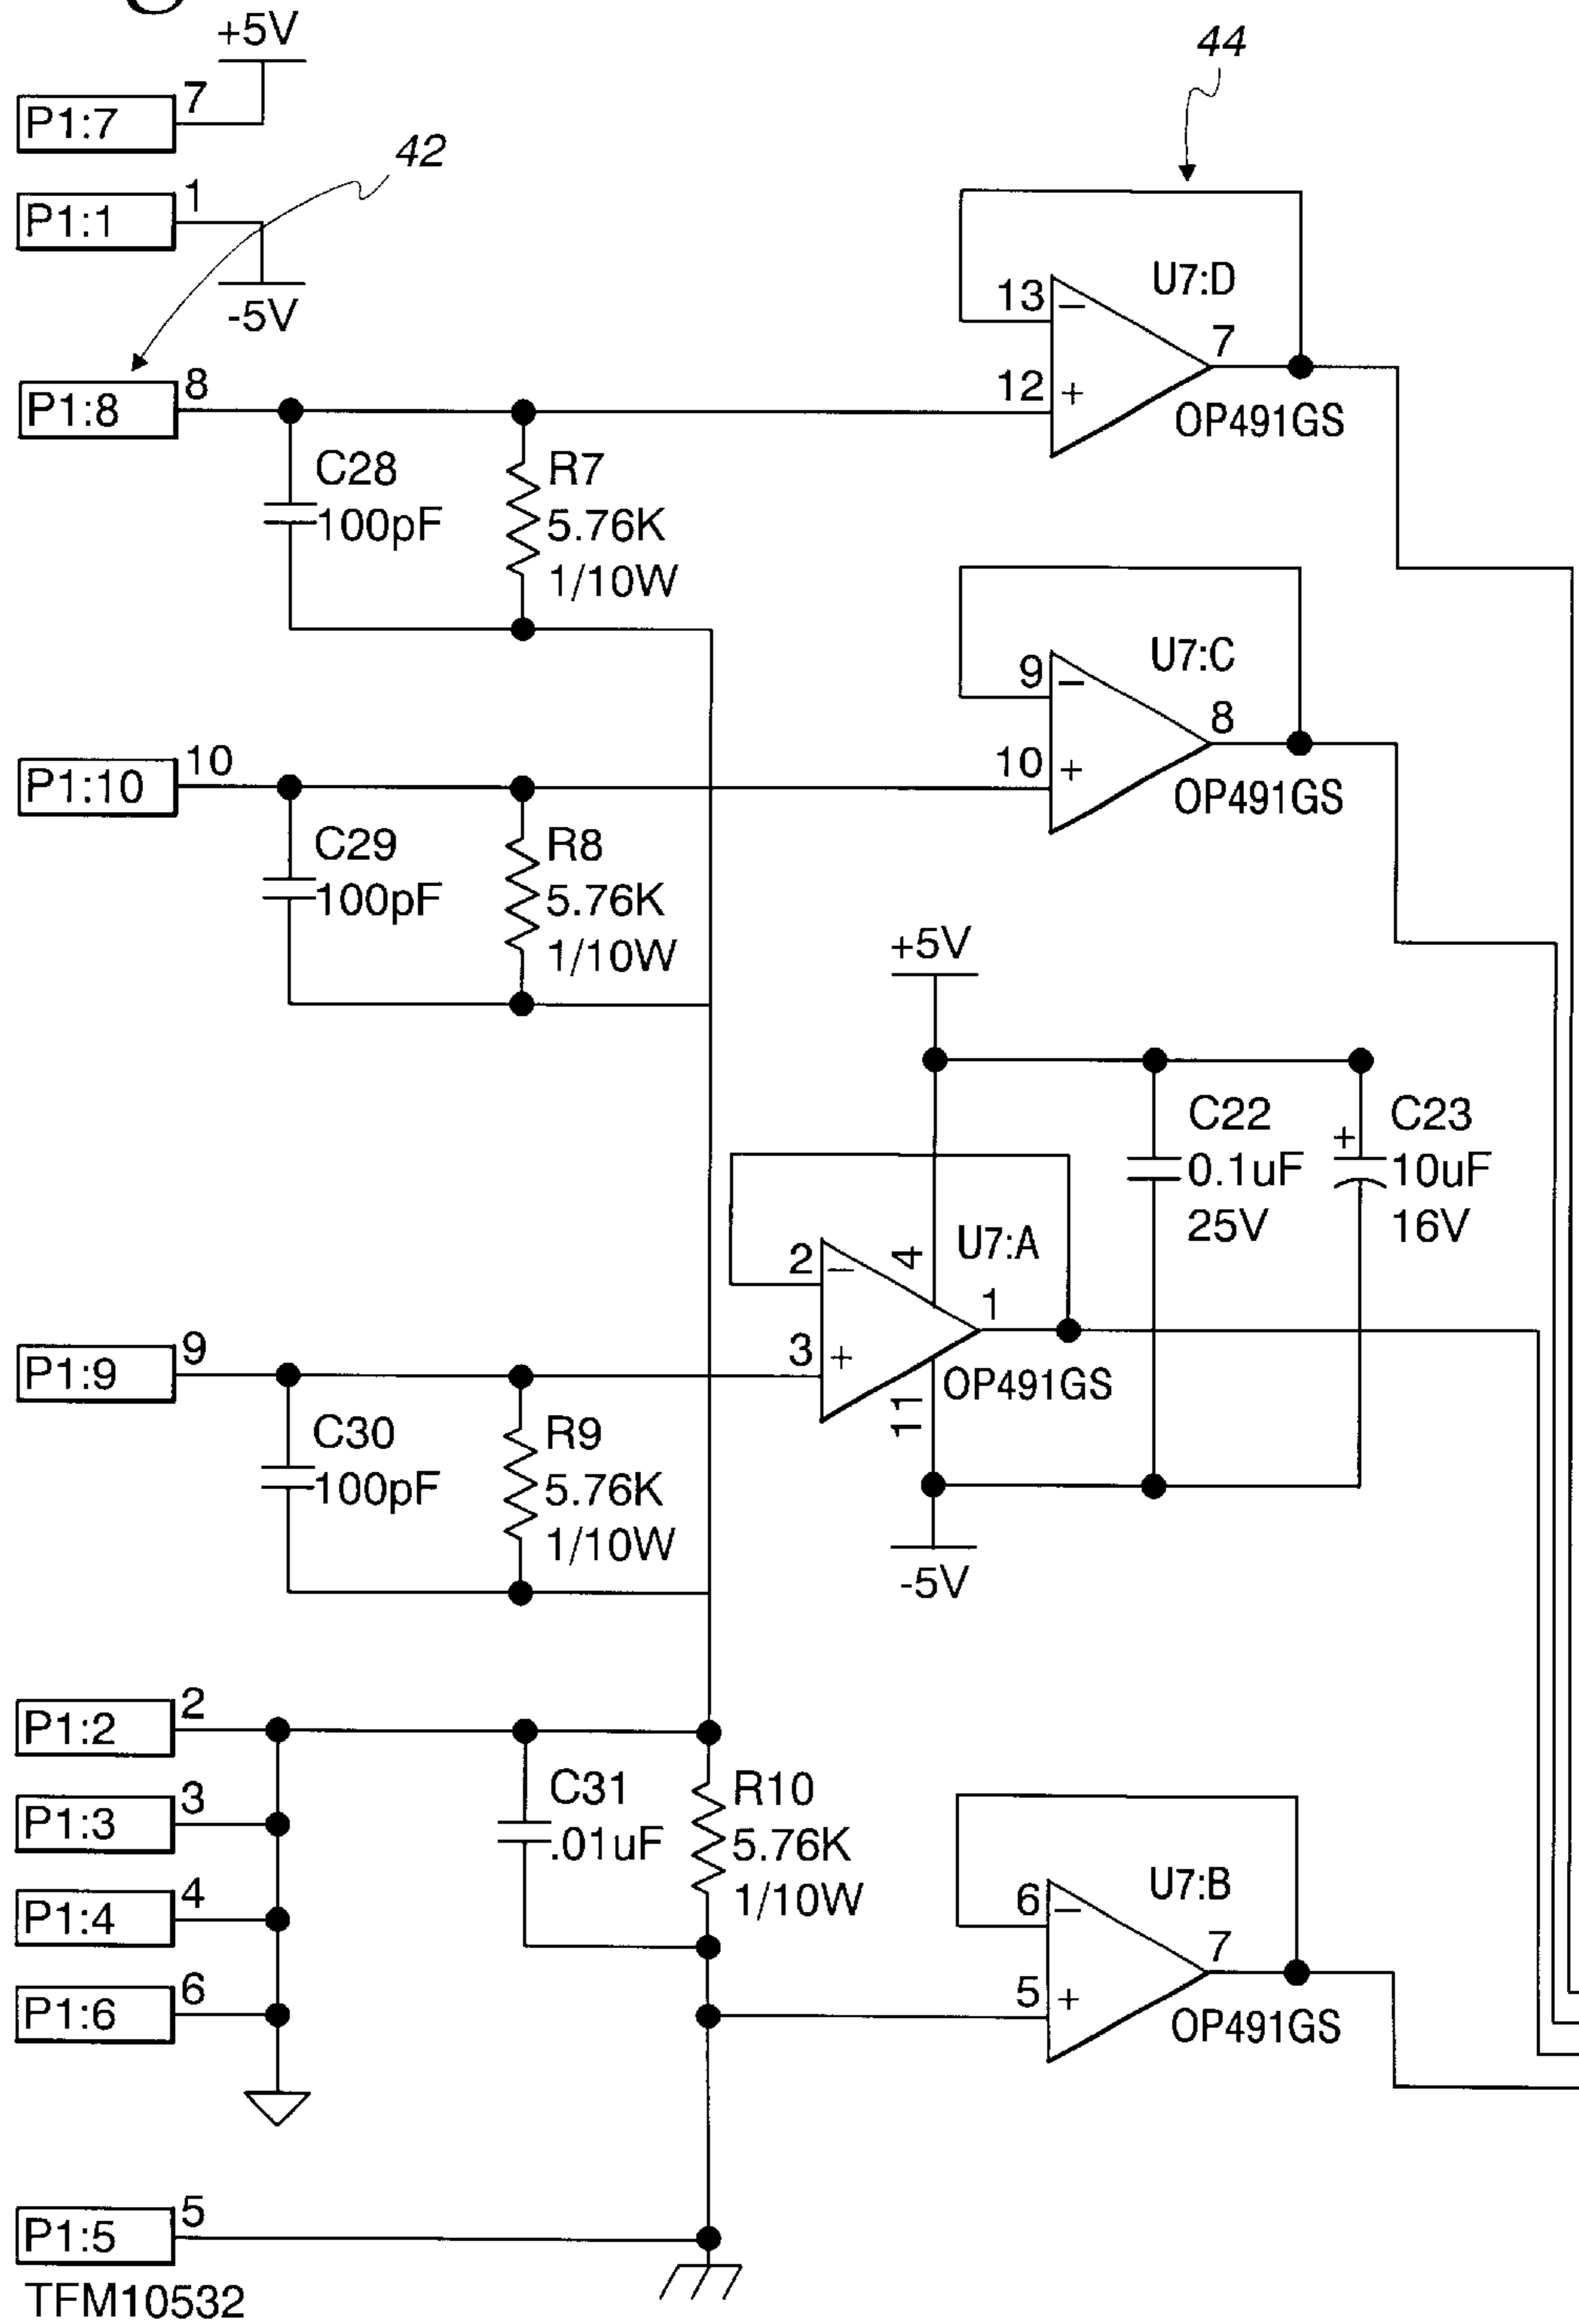 +5V
44
P1:7
7
42
P1:1
1
-5V
U7:D
13
−
7
P1:8
8
12
+
OP491GS
C28
100pF
R7
5.76K
1/10W
U7:C
9
−
8
P1:10
10
10
+
OP491GS
C29
100pF
R8
5.76K
1/10W
+5V
C22
0.1uF
25V
+
C23
10uF
16V
U7:A
4
2
−
1
P1:9
9
3
+
OP491GS
11
C30
100pF
R9
5.76K
1/10W
-5V
P1:2
2
P1:3
3
C31
.01uF
R10
5.76K
1/10W
P1:4
4
U7:B
6
−
7
P1:6
6
5
+
OP491GS
P1:5
5
TFM10532